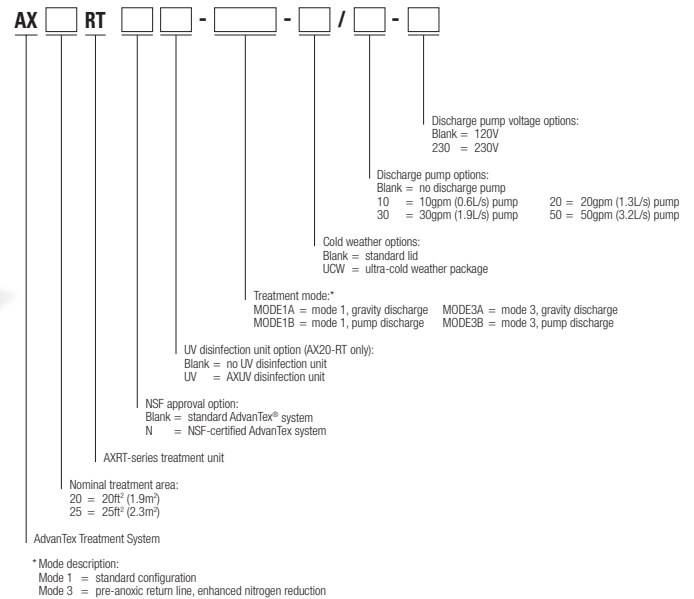 AX RT - - / -
Discharge pump voltage options:
Blank = 120V
230 = 230V
Discharge pump options:
Blank = no discharge pump
10 = 10gpm (0.6L/s) pump 20 = 20gpm (1.3L/s) pump
30 = 30gpm (1.9L/s) pump 50 = 50gpm (3.2L/s) pump
Cold weather options:
Blank = standard lid
UCW = ultra-cold weather package
Treatment mode:*
MODE1A = mode 1, gravity discharge MODE3A = mode 3, gravity discharge
MODE1B = mode 1, pump discharge MODE3B = mode 3, pump discharge
UV disinfection unit option (AX20-RT only):
Blank = no UV disinfection unit
UV = AXUV disinfection unit
NSF approval option:
Blank = standard AdvanTex® system
N = NSF-certified AdvanTex system
AXRT-series treatment unit
Nominal treatment area:
20 = 20ft² (1.9m²)
25 = 25ft² (2.3m²)
AdvanTex Treatment System
* Mode description:
Mode 1 = standard configuration
Mode 3 = pre-anoxic return line, enhanced nitrogen reduction